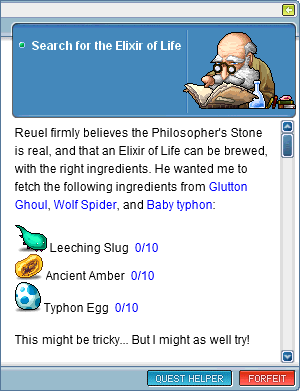 Search for the Elixir of Life
Reuel firmly believes the Philosopher's Stone
is real, and that an Elixir of Life can be brewed,
with the right ingredients. He wanted me to
fetch the following ingredients from Glutton
Ghoul, Wolf Spider, and Baby typhon:
Leeching Slug 0/10
Ancient Amber 0/10
Typhon Egg 0/10
This might be tricky... But I might as well try!
QUEST HELPER FORFEIT